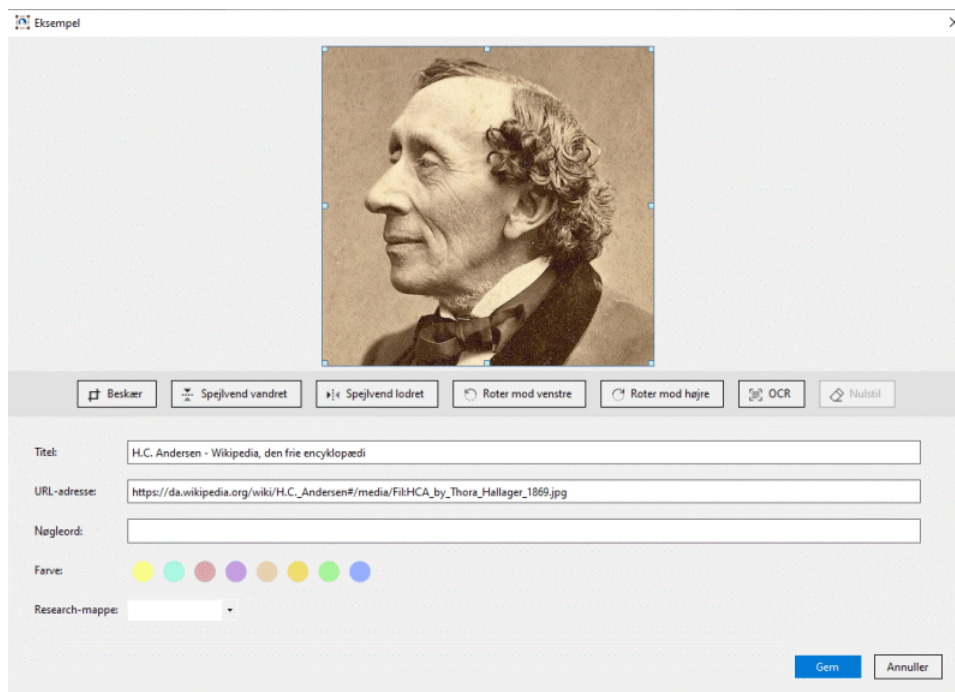 Eksempel
Beskær
Spejlvend vandret
Spejlvend lodret
Roter mod venstre
Roter mod højre
OCR
Nulstil
Titel:
H.C. Andersen - Wikipedia, den frie encyklopædi
URL-adresse:
https://da.wikipedia.org/wiki/H.C._Andersen#/media/Fil:HCA_by_Thora_Hallager_1869.jpg
Nøgleord:
Farve:
Research-mappe:
Gem
Annuller